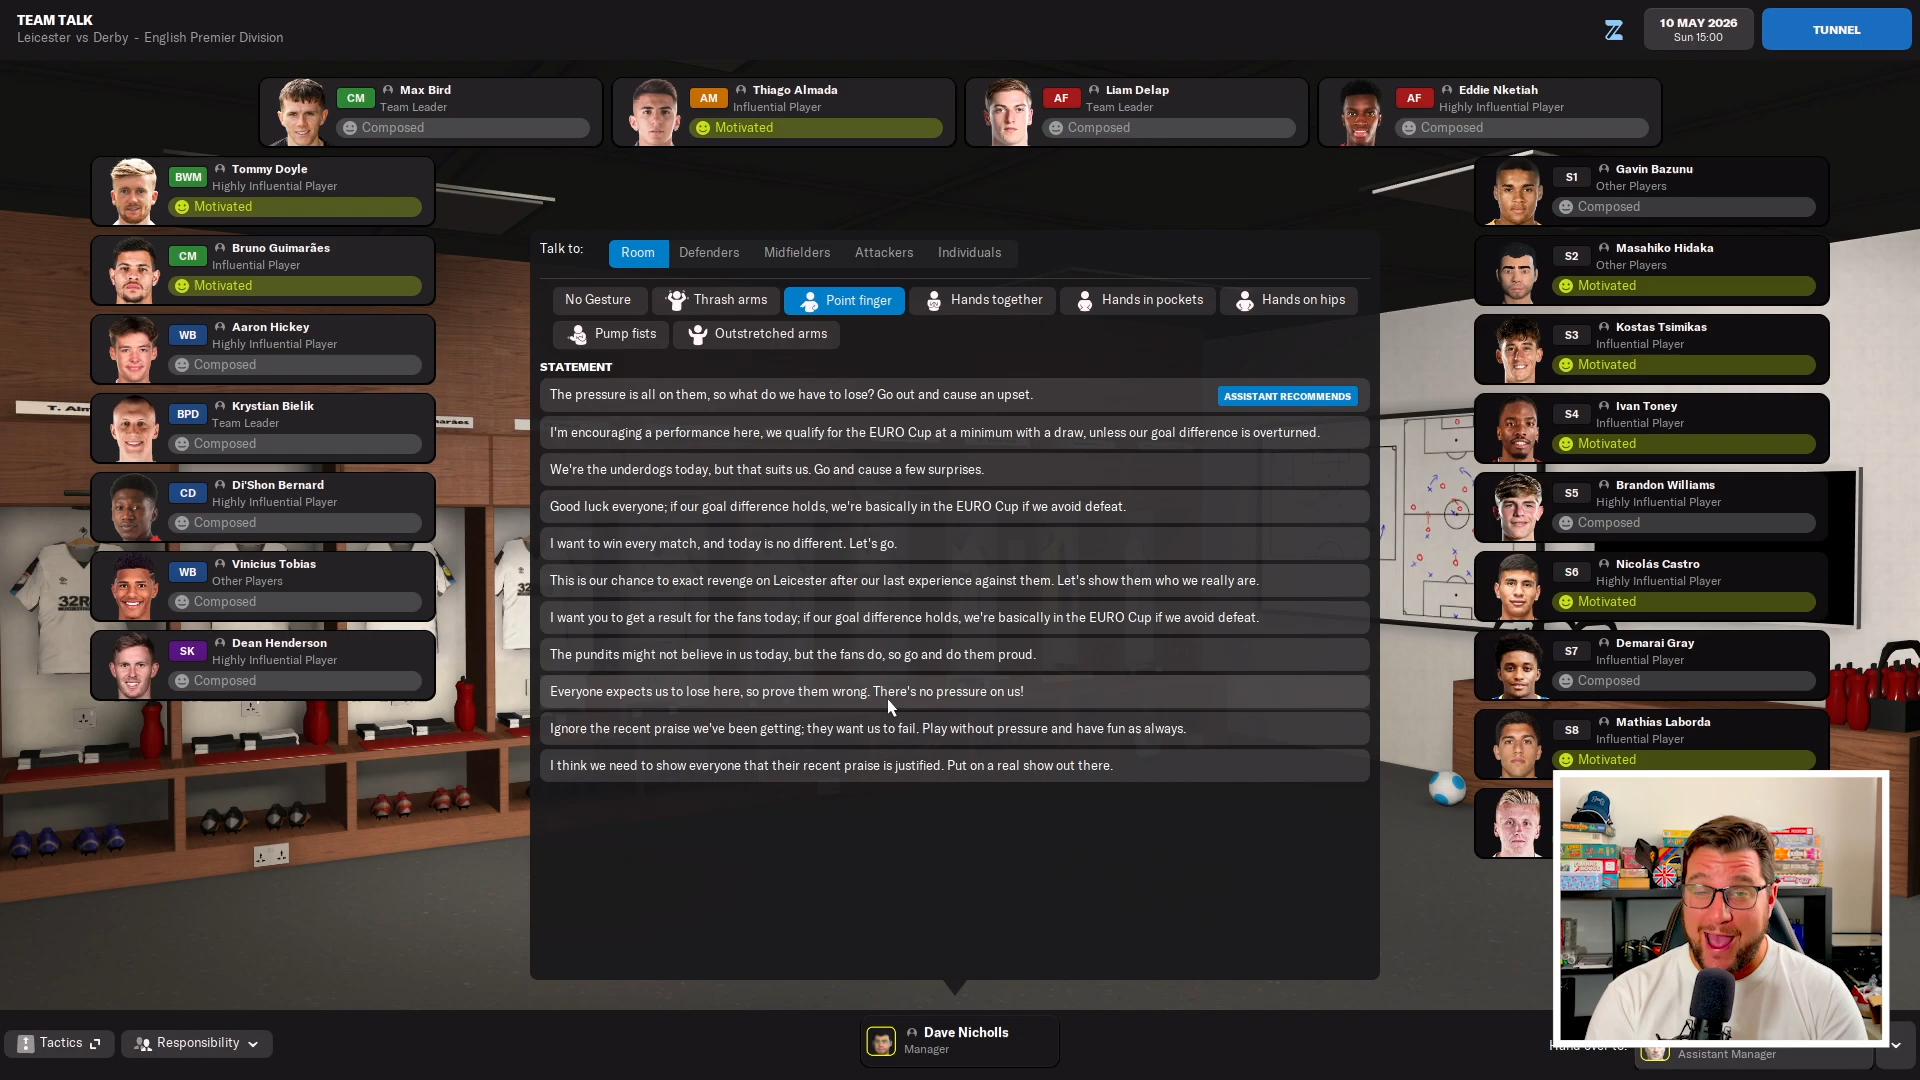 TEAM TALK
Leicester vs Derby - English Premier Division
10 MAY 2026
Sun 15:00
TUNNEL
CM
Max Bird
Team Leader
Composed
AM
Thiago Almada
Influential Player
Motivated
AF
Liam Delap
Team Leader
Composed
AF
Eddie Nketiah
Highly Influential Player
Composed
BWM
Tommy Doyle
Highly Influential Player
Motivated
CM
Bruno Guimarães
Influential Player
Motivated
WB
Aaron Hickey
Highly Influential Player
Composed
BPD
Krystian Bielik
Team Leader
Composed
CD
Di'Shon Bernard
Highly Influential Player
Composed
WB
Vinicius Tobias
Other Players
Composed
SK
Dean Henderson
Highly Influential Player
Composed
32R
Talk to:
Room
Defenders
Midfielders
Attackers
Individuals
No Gesture
Thrash arms
Point finger
Hands together
Hands in pockets
Hands on hips
Pump fists
Outstretched arms
STATEMENT
The pressure is all on them, so what do we have to lose? Go out and cause an upset.
ASSISTANT RECOMMENDS
I'm encouraging a performance here, we qualify for the EURO Cup at a minimum with a draw, unless our goal difference is overturned.
We're the underdogs today, but that suits us. Go and cause a few surprises.
Good luck everyone; if our goal difference holds, we're basically in the EURO Cup if we avoid defeat.
I want to win every match, and today is no different. Let's go.
This is our chance to exact revenge on Leicester after our last experience against them. Let's show them who we really are.
I want you to get a result for the fans today; if our goal difference holds, we're basically in the EURO Cup if we avoid defeat.
The pundits might not believe in us today, but the fans do, so go and do them proud.
Everyone expects us to lose here, so prove them wrong. There's no pressure on us!
Ignore the recent praise we've been getting; they want us to fail. Play without pressure and have fun as always.
I think we need to show everyone that their recent praise is justified. Put on a real show out there.
S1
Gavin Bazunu
Other Players
Composed
S2
Masahiko Hidaka
Other Players
Motivated
S3
Kostas Tsimikas
Influential Player
Motivated
S4
Ivan Toney
Influential Player
Motivated
S5
Brandon Williams
Highly Influential Player
Composed
S6
Nicolás Castro
Highly Influential Player
Motivated
S7
Demarai Gray
Influential Player
Composed
S8
Mathías Laborda
Influential Player
Motivated
Tactics
Responsibility
Dave Nicholls
Manager
Assistant Manager